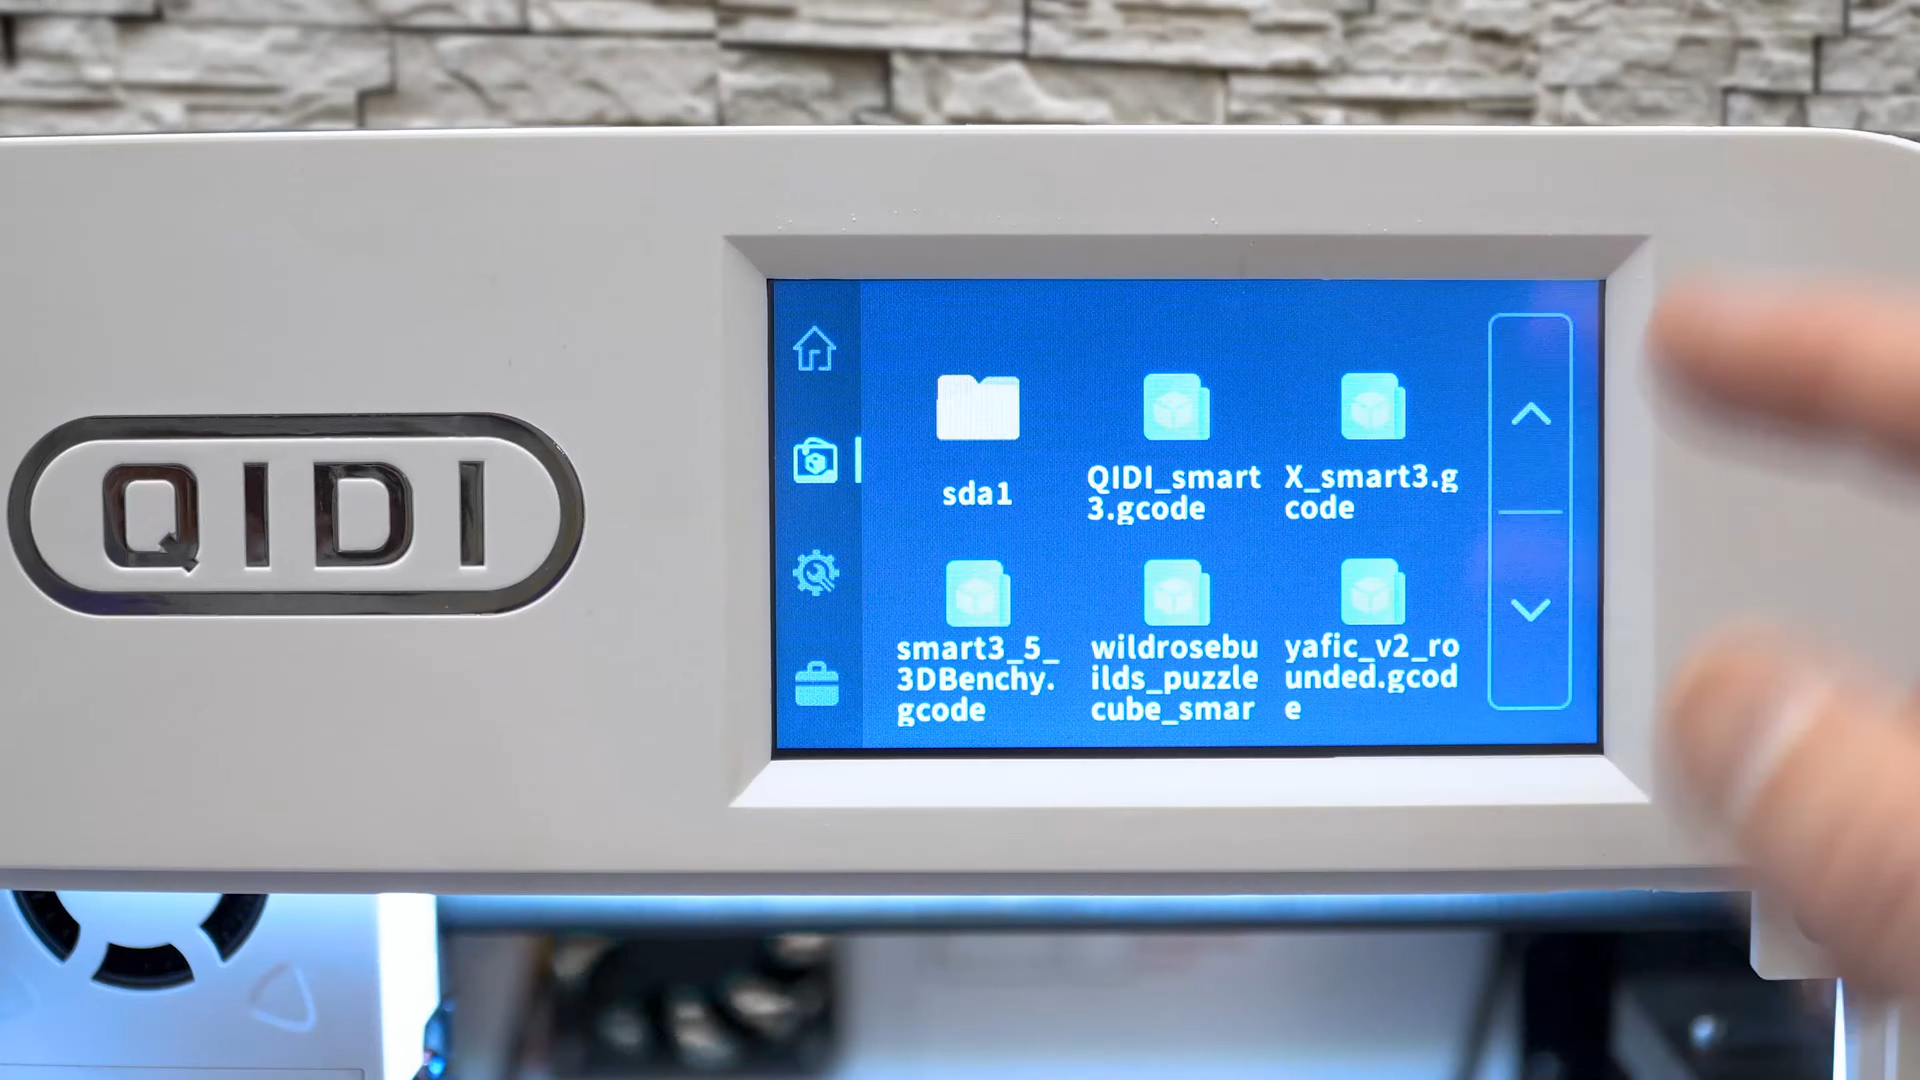 QIDI
sda1
QIDI_smart
3.gcode
X_smart3.g
code
smart3_5_
3DBenchy.
gcode
wildrosebu
ilds_puzzle
cube_smar
yafic_v2_ro
unded.gcod
e